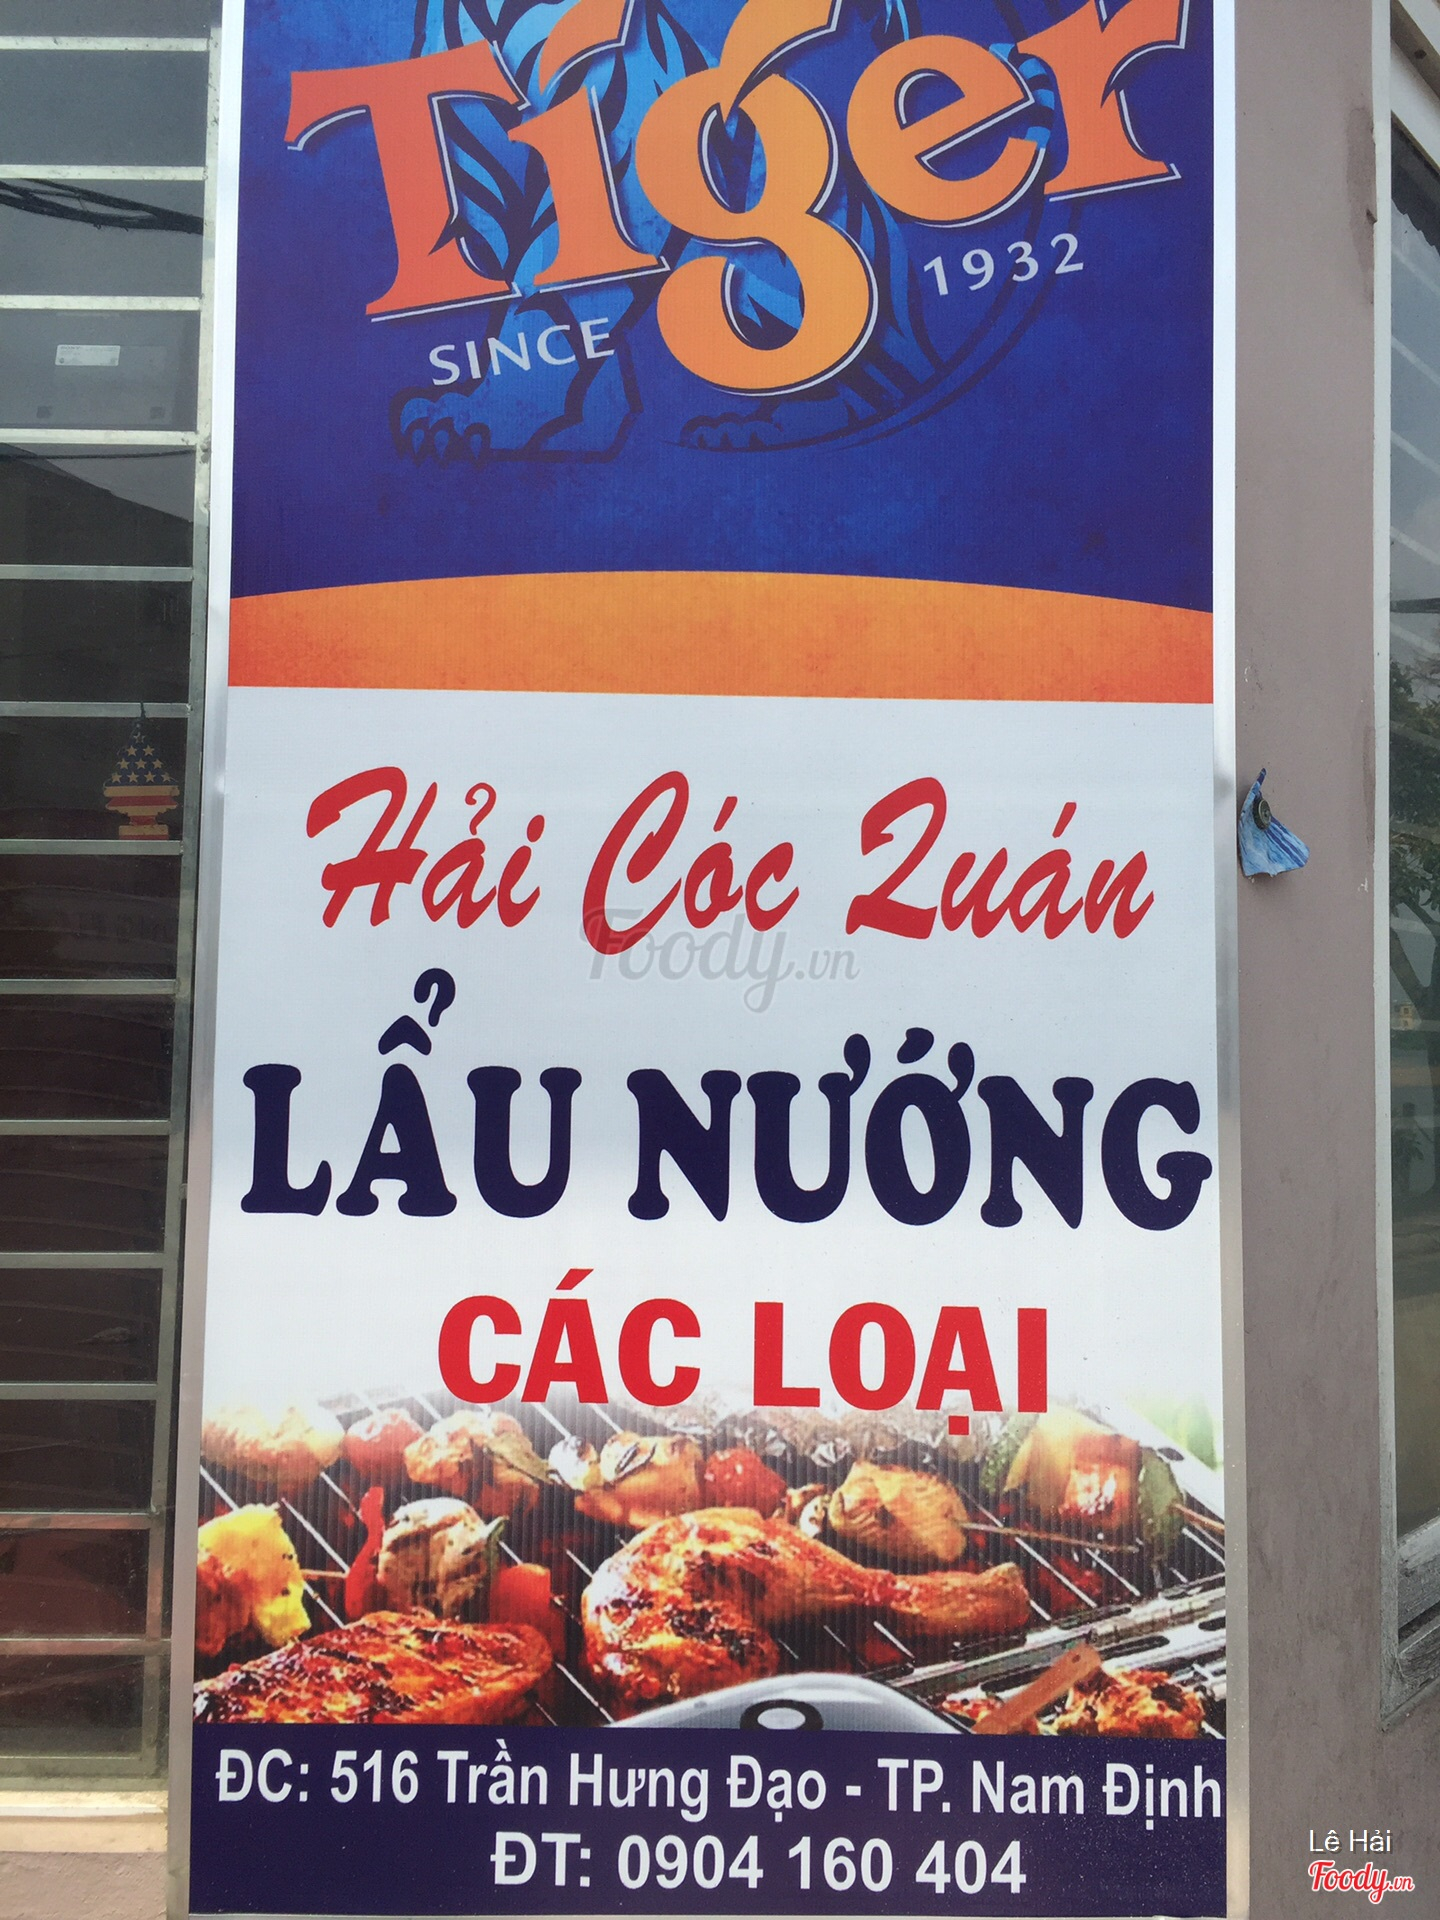 Tiger
SINCE 1932
Hải Cóc Quán
Foody.vn
LẨU NƯỚNG
CÁC LOẠI
ĐC: 516 Trần Hưng Đạo - TP. Nam Định
ĐT: 0904 160 404
Lê Hải
Foody.vn